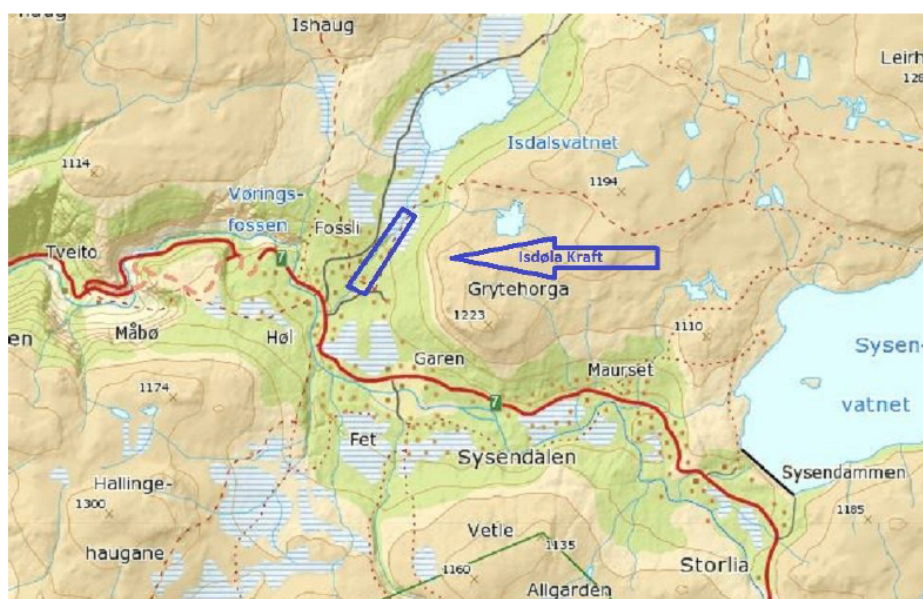 Ishaug
Leirh
128
Isdalsvatnet
1114
1194
Vørings-
fossen
Fossli
Tveito
7
Isdøla Kraft
Grytehorga
1223
1110
Måbø
Høl
en
Garen
Maurset
Sysen-
vatnet
1174
7
Fet
Sysendalen
Sysendammen
Hallinge-
haugane
1300
1185
Vetle
1135
1160
Storlia
Allgarden